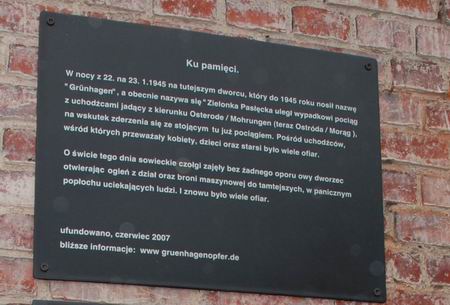 Ku pamięci.
W nocy z 22. na 23. 1.1945 na tutejszym dworcu, który do 1945 roku nosił nazwę
"Grünhagen", a obecnie nazywa się "Zielonka Pasłęcka uległ wypadkowi pociąg
z uchodźcami jadący z kierunku Osterode / Mohrungen (teraz Ostróda / Morąg ),
na wskutek zderzenia się ze stojącym tu już pociągiem. Pośród uchodźców,
wśród których przeważały kobiety, dzieci oraz starsi było wiele ofiar.
O świcie tego dnia sowieckie czołgi zajęły bez żadnego oporu owy dworzec
otwierając ogień z dział oraz broni maszynowej do tamtejszych, w panicznym
popłochu uciekających ludzi. I znowu było wiele ofiar.
ufundowano, czerwiec 2007
bliższe informacje: www.gruenhagenopfer.de